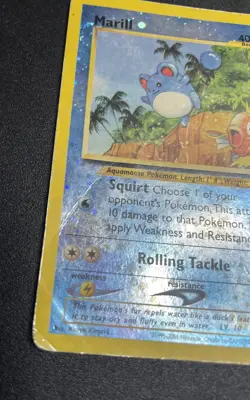 Marill
40
Aquamouse Pokémon. Length: 1' 4", Weight
Squirt Choose 1 of your
opponent's Pokémon. This att
10 damage to that Pokémon.
apply Weakness and Resistanc
Rolling Tackle
weakness
resistance
This Pokémon's fur repels water like a duck's
it to stay dry and fluffy even in water. LV.